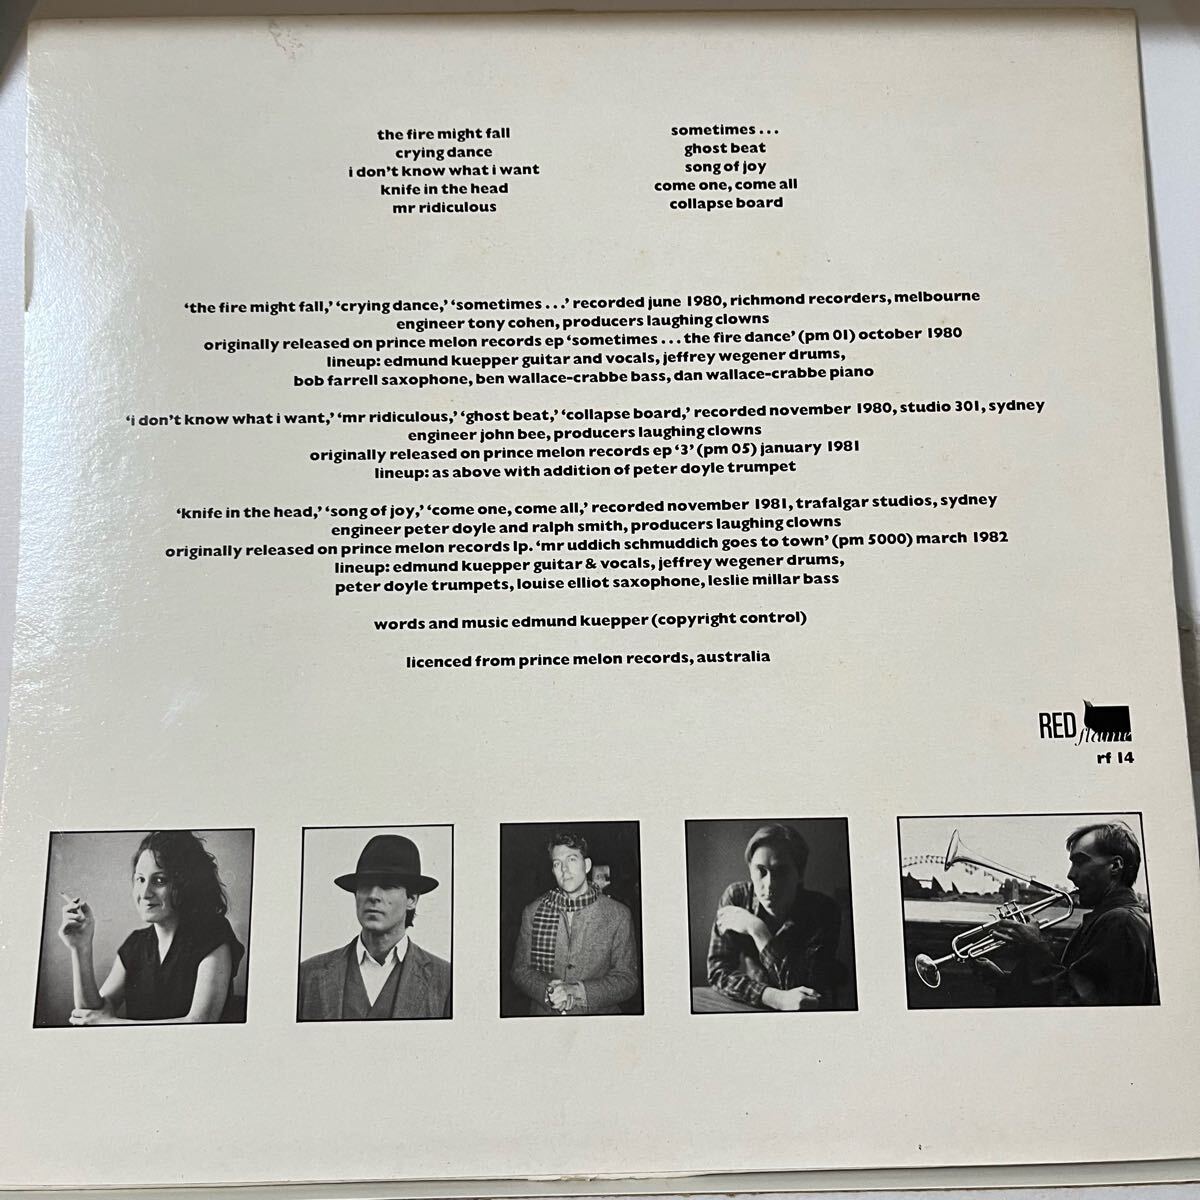 the fire might fall
crying dance
i don't know what i want
knife in the head
mr ridiculous
sometimes...
ghost beat
song of joy
come one, come all
collapse board
'the fire might fall,' 'crying dance,' 'sometimes...' recorded june 1980, richmond recorders, melbourne
engineer tony cohen, producers laughing clowns
originally released on prince melon records ep 'sometimes...the fire dance' (pm 01) october 1980
lineup: edmund kuepper guitar and vocals, jeffrey wegener drums,
bob farrell saxophone, ben wallace-crabbe bass, dan wallace-crabbe piano
'i don't know what i want,' 'mr ridiculous,' 'ghost beat,' 'collapse board,' recorded november 1980, studio 301, sydney
engineer john bee, producers laughing clowns
originally released on prince melon records ep '3' (pm 05) january 1981
lineup: as above with addition of peter doyle trumpet
'knife in the head,' 'song of joy,' 'come one, come all,' recorded november 1981, trafalgar studios, sydney
engineer peter doyle and ralph smith, producers laughing clowns
originally released on prince melon records lp. 'mr uddich schmuddich goes to town' (pm 5000) march 1982
lineup: edmund kuepper guitar & vocals, jeffrey wegener drums,
peter doyle trumpets, louise elliot saxophone, leslie millar bass
words and music edmund kuepper (copyright control)
licenced from prince melon records, australia
RED flame
rf 14